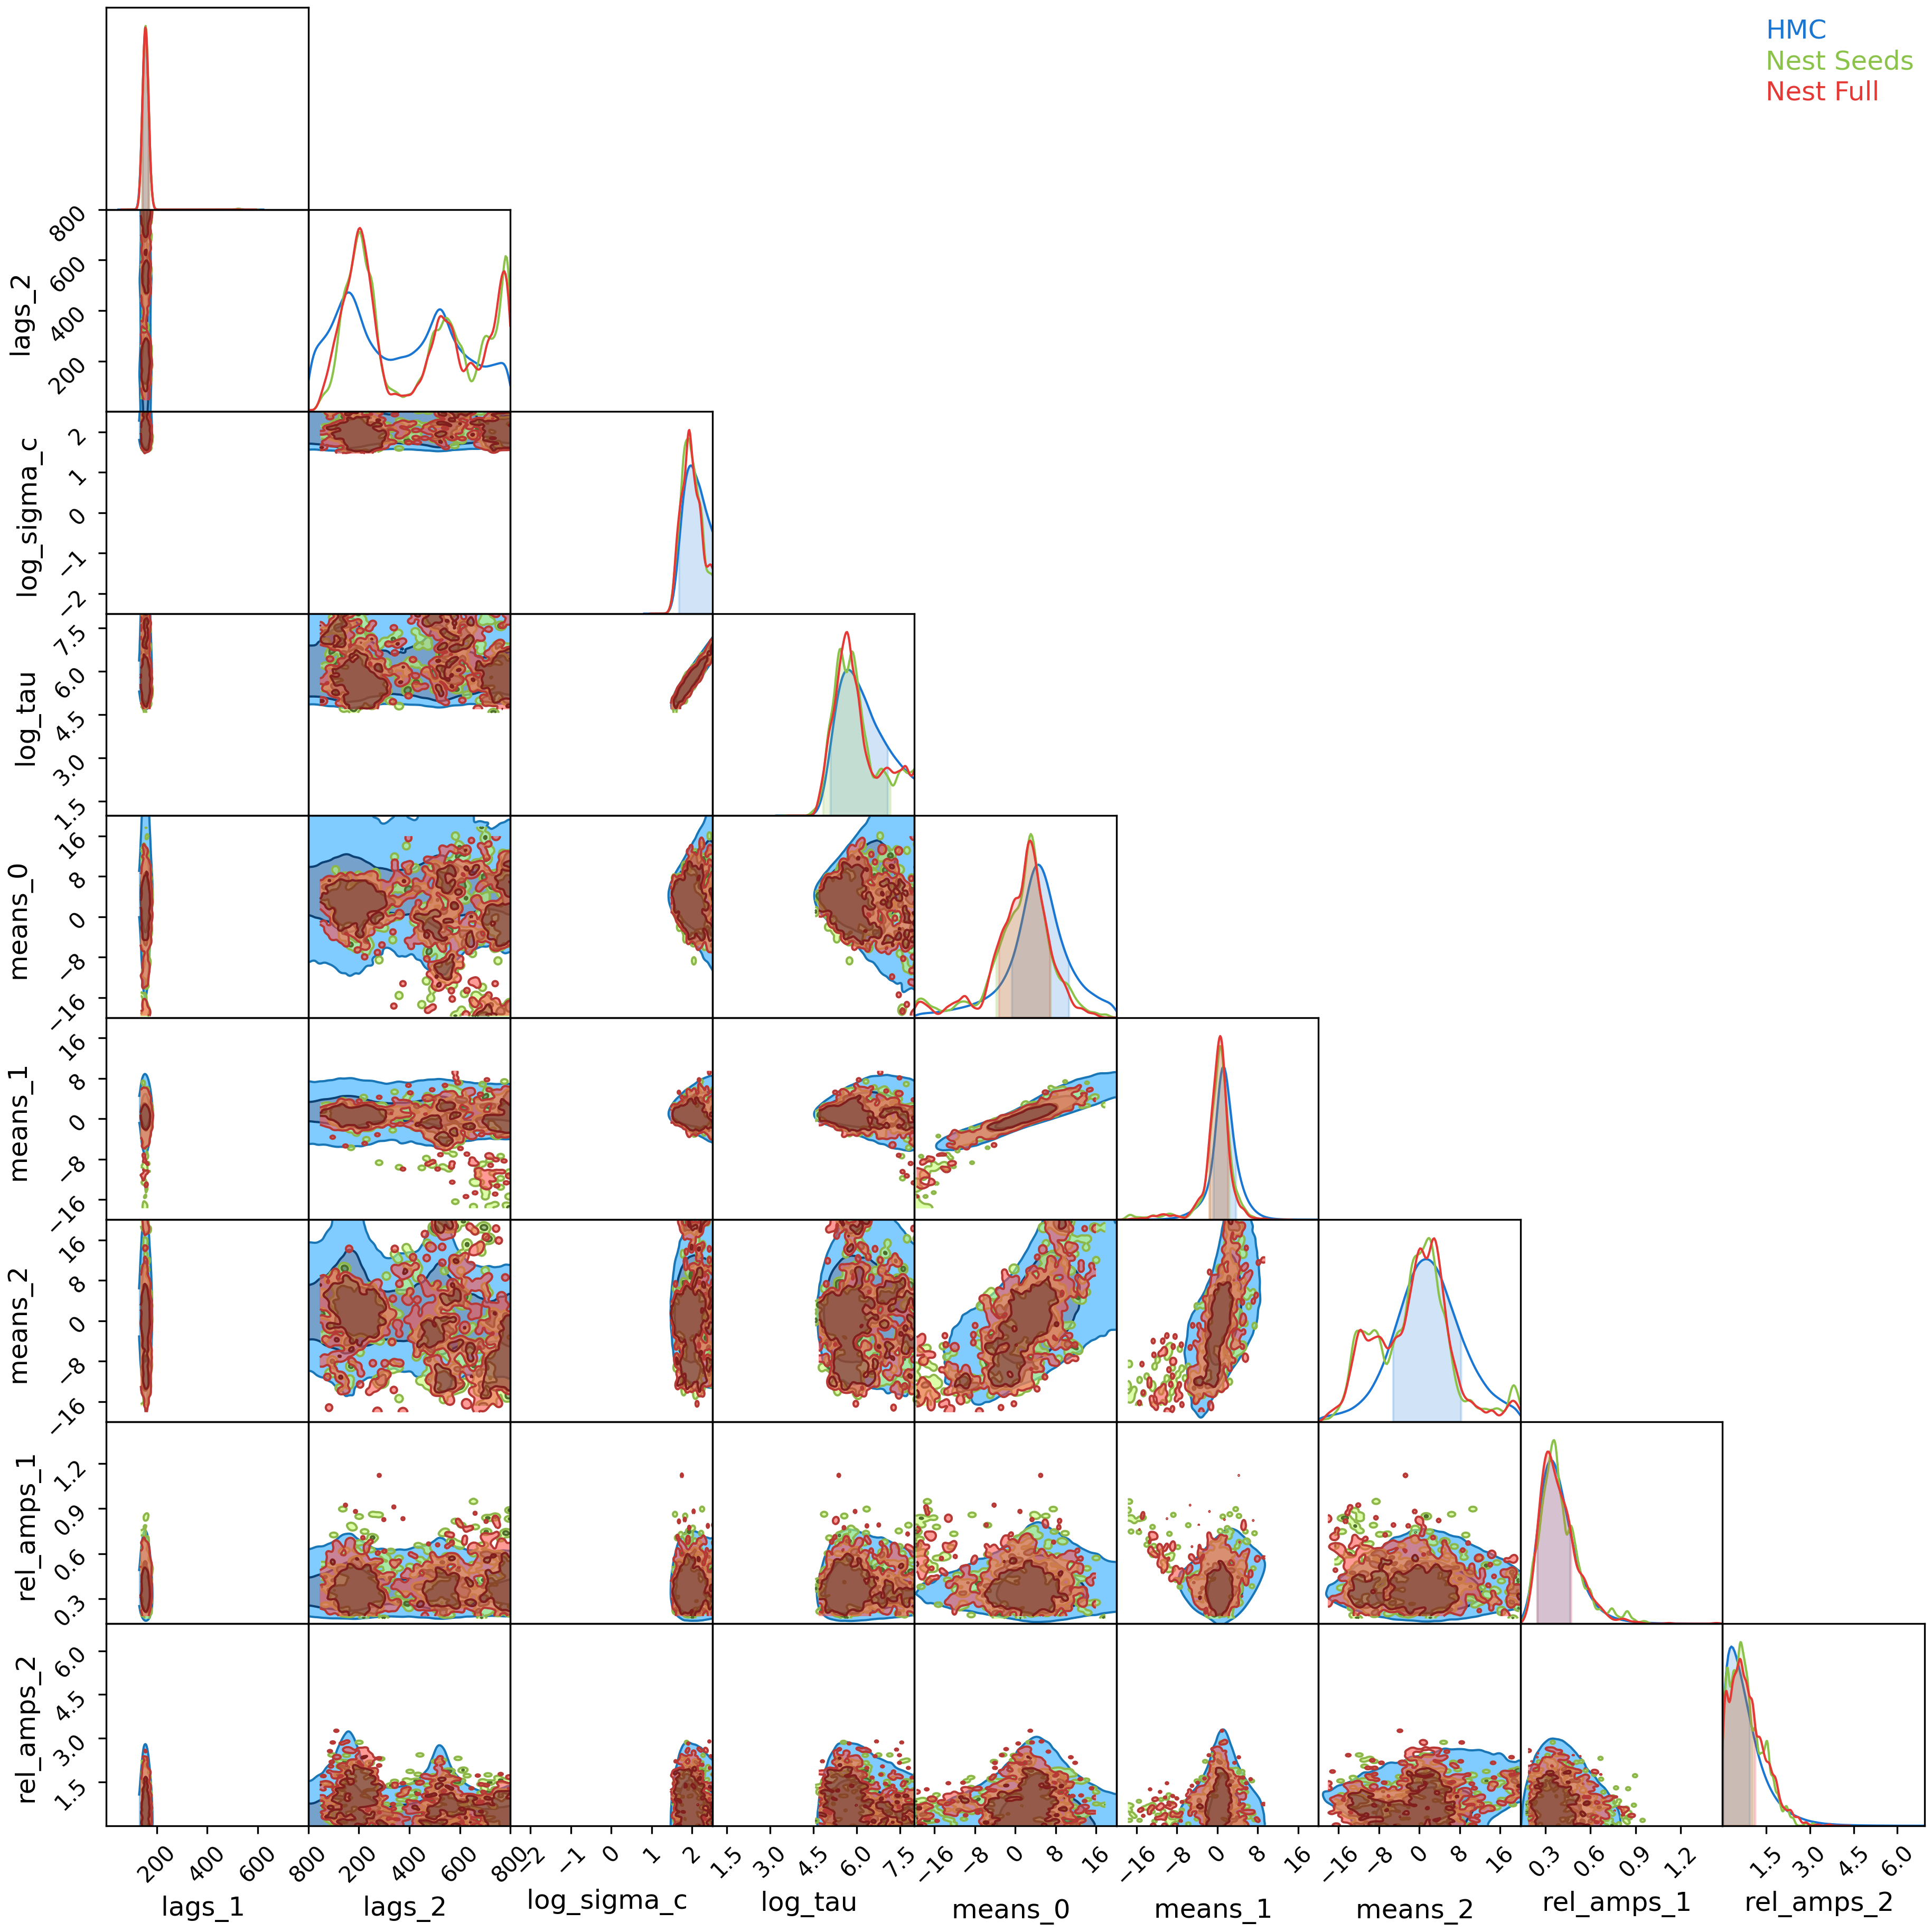 HMC
Nest Seeds
Nest Full
800
600
400
200
lags_2
2
1
0
−1
−2
log_sigma_c
7.5
6.0
4.5
3.0
1.5
log_tau
16
8
0
−8
−16
means_0
16
8
0
−8
−16
means_1
16
8
0
−8
−16
means_2
1.2
0.9
0.6
0.3
rel_amps_1
6.0
4.5
3.0
1.5
rel_amps_2
200 400 600 800 200 400 600 800 −2 −1 0 1 2 1.5 3.0 4.5 6.0 7.5 −16 −8 0 8 16 −16 −8 0 8 16 −16 −8 0 8 16 0.3 0.6 0.9 1.2 1.5 3.0 4.5 6.0
lags_1 lags_2 log_sigma_c log_tau means_0 means_1 means_2 rel_amps_1 rel_amps_2